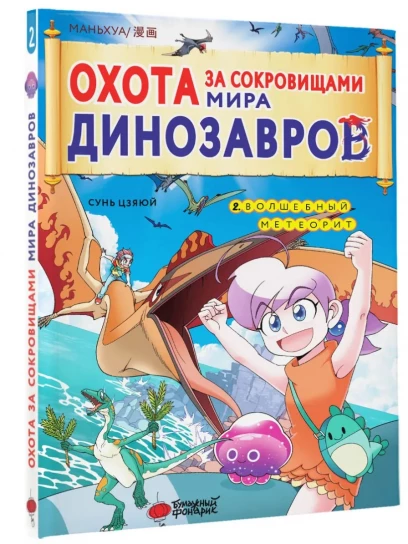 2
ОХОТА ЗА СОКРОВИЩАМИ МИРА ДИНОЗАВРОВ
МАНЬХУА/漫画
ОХОТА ЗА СОКРОВИЩАМИ
МИРА
ДИНОЗАВРОВ
СУНЬ ЦЗЯЮЙ
2. ВОЛШЕБНЫЙ
МЕТЕОРИТ
БУМАЖНЫЙ
ФОНАРИК